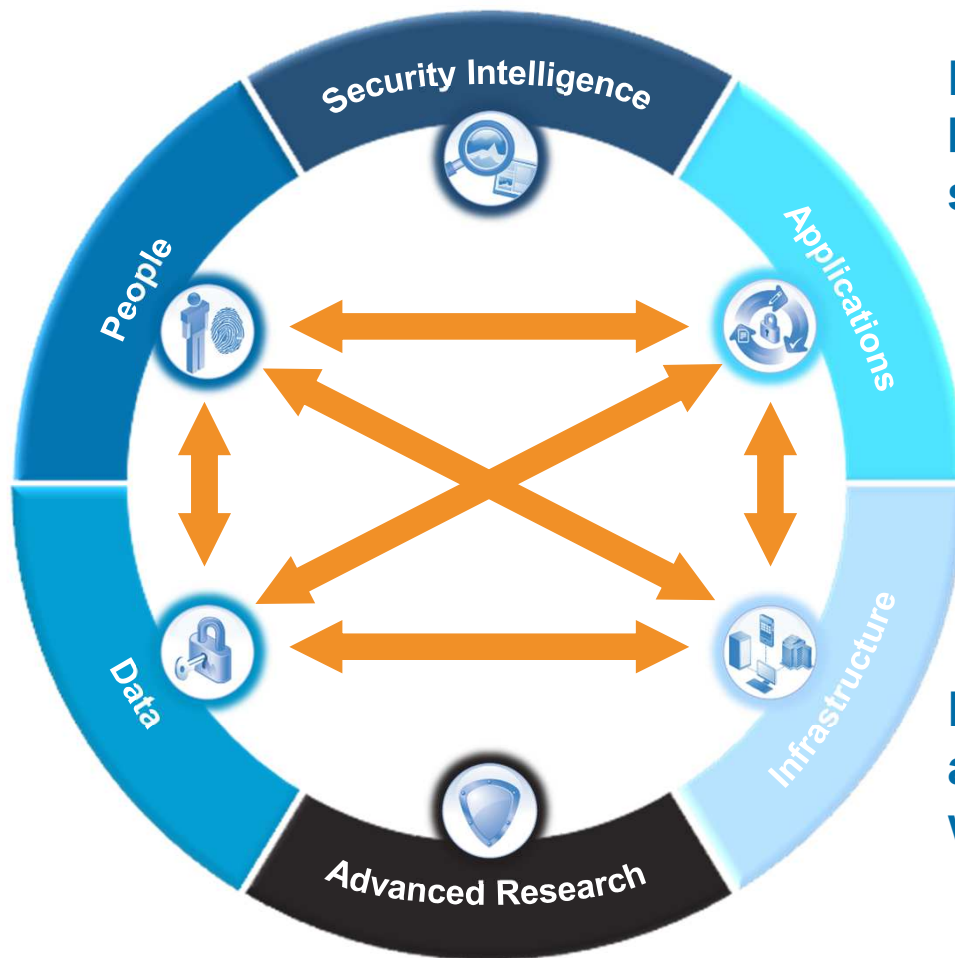 Security Intelligence
People
Applications
Data
Infrastructure
Advanced Research